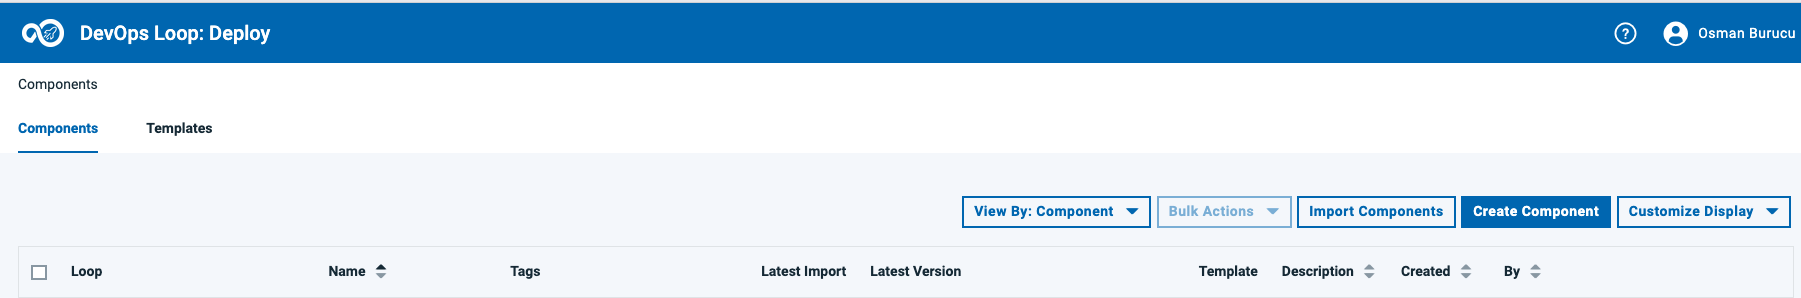 DevOps Loop: Deploy
? Osman Burucu
Components
Components Templates
View By: Component Bulk Actions Import Components Create Component Customize Display
Loop Name Tags Latest Import Latest Version Template Description Created By